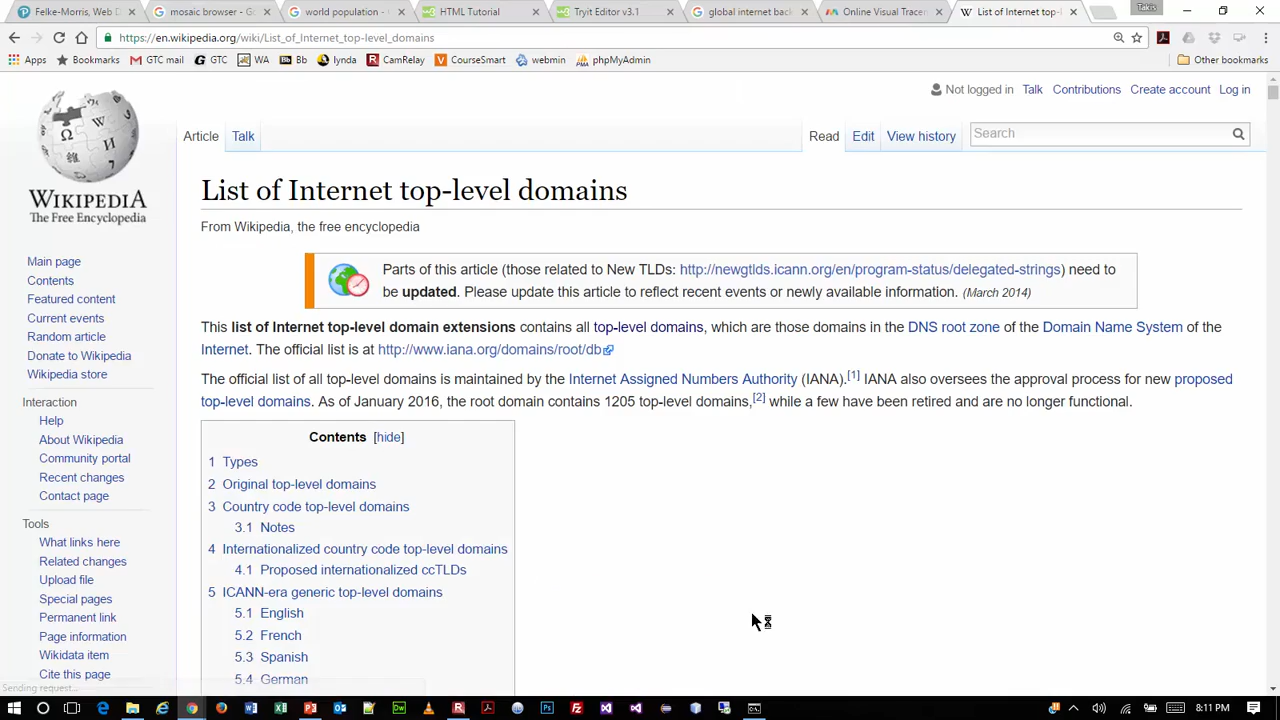 Felke-Morris, Web D
mosaic browser - Go
world population - G
HTML Tutorial
Tryit Editor v3.1
global internet back
Online Visual Tracer
List of Internet top-l
Takis
https://en.wikipedia.org/wiki/List_of_Internet_top-level_domains
Apps
Bookmarks
GTC mail
GTC
WA
Bb
lynda
CamRelay
CourseSmart
webmin
phpMyAdmin
Other bookmarks
Not logged in Talk Contributions Create account Log in
Article Talk
Read Edit View history
Search
WIKIPEDIA
The Free Encyclopedia
Main page
Contents
Featured content
Current events
Random article
Donate to Wikipedia
Wikipedia store
Interaction
Help
About Wikipedia
Community portal
Recent changes
Contact page
Tools
What links here
Related changes
Upload file
Special pages
Permanent link
Page information
Wikidata item
Cite this page
List of Internet top-level domains
From Wikipedia, the free encyclopedia
Parts of this article (those related to New TLDs: http://newgtlds.icann.org/en/program-status/delegated-strings) need to
be updated. Please update this article to reflect recent events or newly available information. (March 2014)
This list of Internet top-level domain extensions contains all top-level domains, which are those domains in the DNS root zone of the Domain Name System of the
Internet. The official list is at http://www.iana.org/domains/root/db
The official list of all top-level domains is maintained by the Internet Assigned Numbers Authority (IANA).[1] IANA also oversees the approval process for new proposed
top-level domains. As of January 2016, the root domain contains 1205 top-level domains,[2] while a few have been retired and are no longer functional.
Contents [hide]
1 Types
2 Original top-level domains
3 Country code top-level domains
3.1 Notes
4 Internationalized country code top-level domains
4.1 Proposed internationalized ccTLDs
5 ICANN-era generic top-level domains
5.1 English
5.2 French
5.3 Spanish
5.4 German
Sending request...
8:11 PM